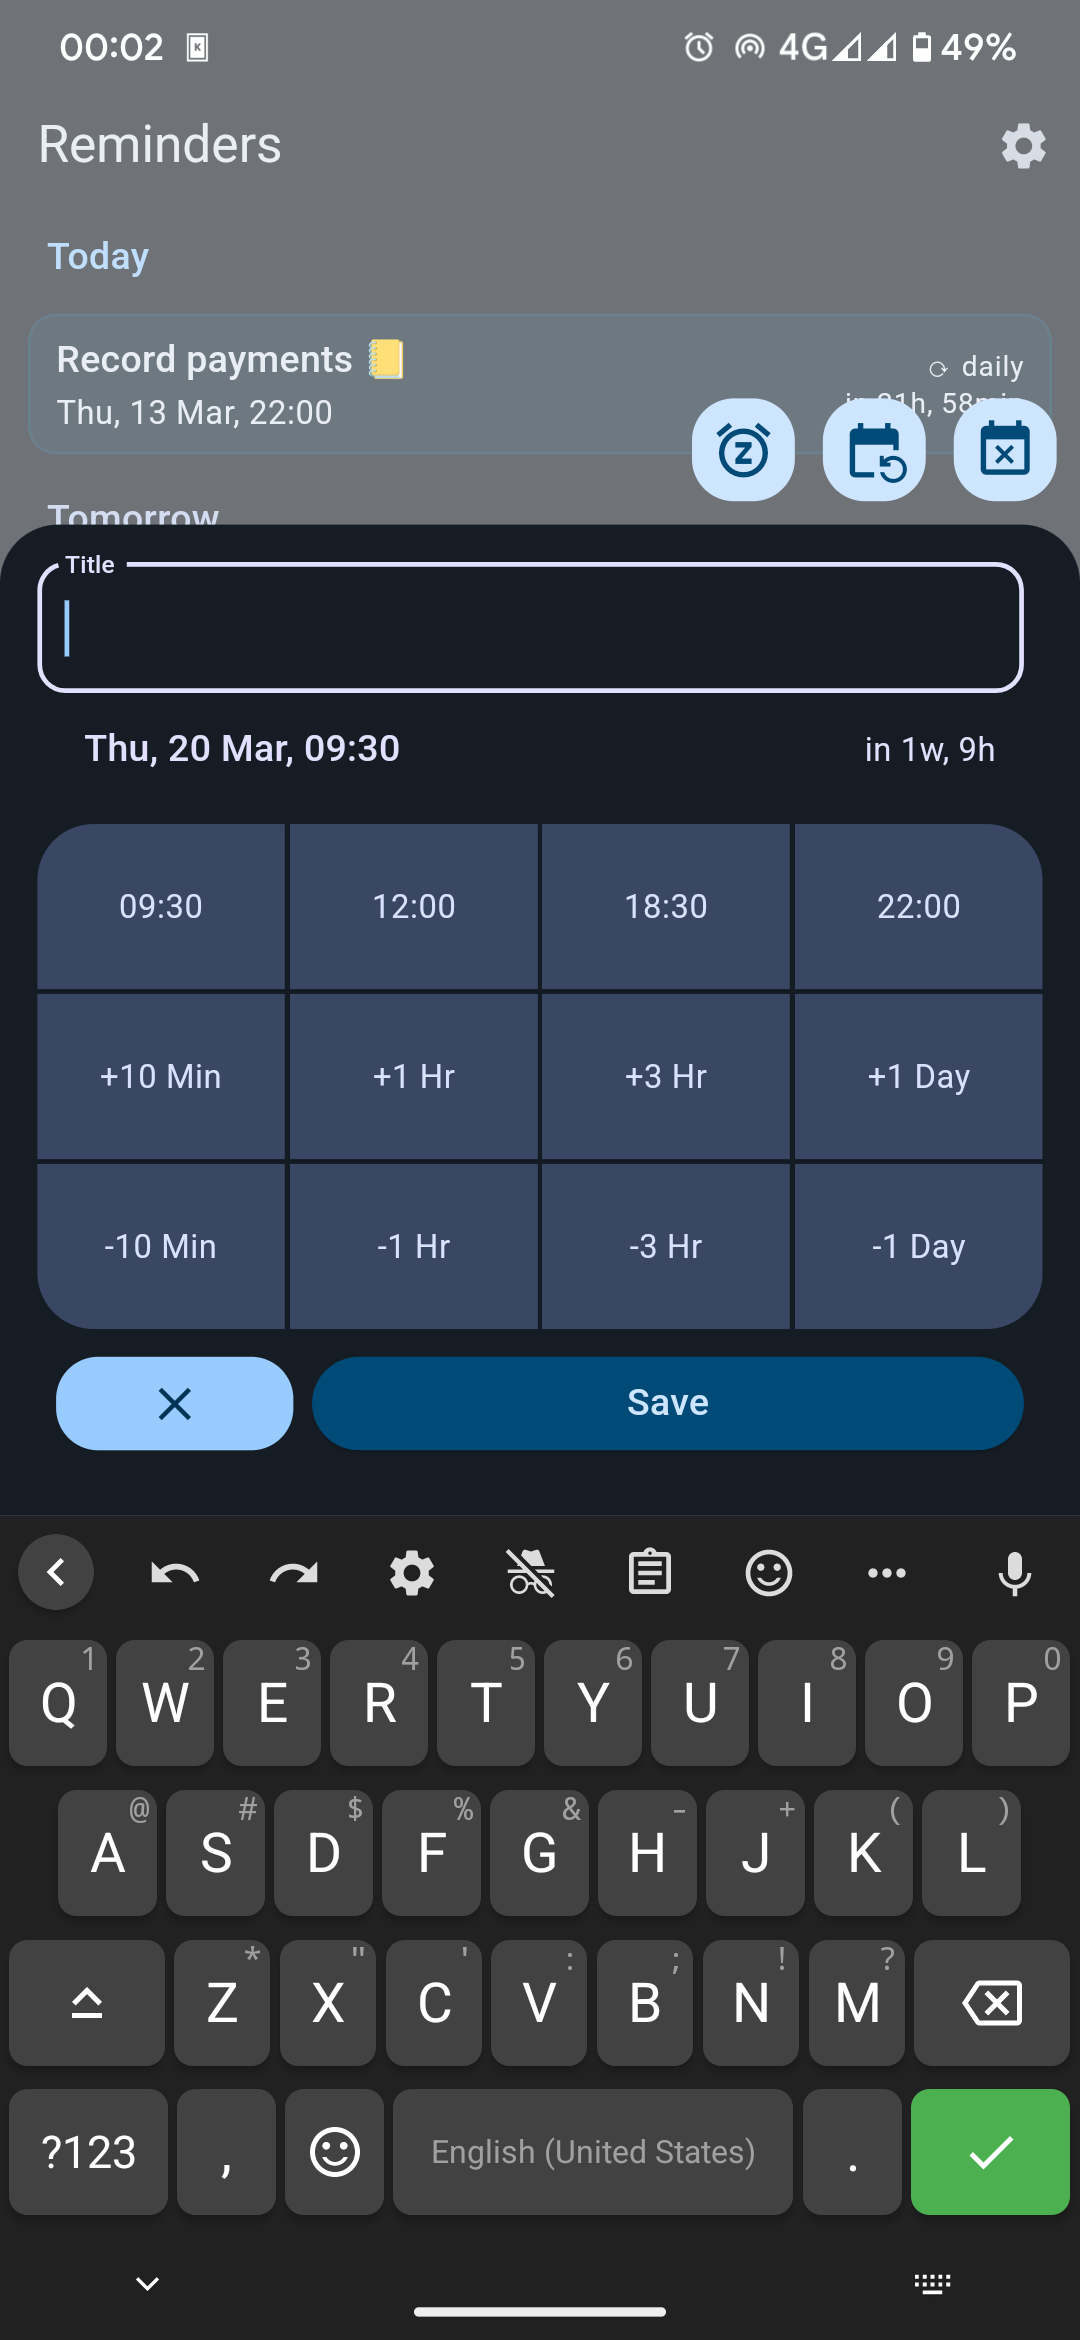 00:02 4G 49%
Reminders
Today
Record payments
daily
Thu, 13 Mar, 22:00
in 21h, 58min
Tomorrow
Title
Thu, 20 Mar, 09:30 in 1w, 9h
09:30 12:00 18:30 22:00
+10 Min +1 Hr +3 Hr +1 Day
-10 Min -1 Hr -3 Hr -1 Day
Save
1 2 3 4 5 6 7 8 9 0
Q W E R T Y U I O P
@ # $ % & - + ( )
A S D F G H J K L
* " ' : ; ! ?
Z X C V B N M
?123 , English (United States) .